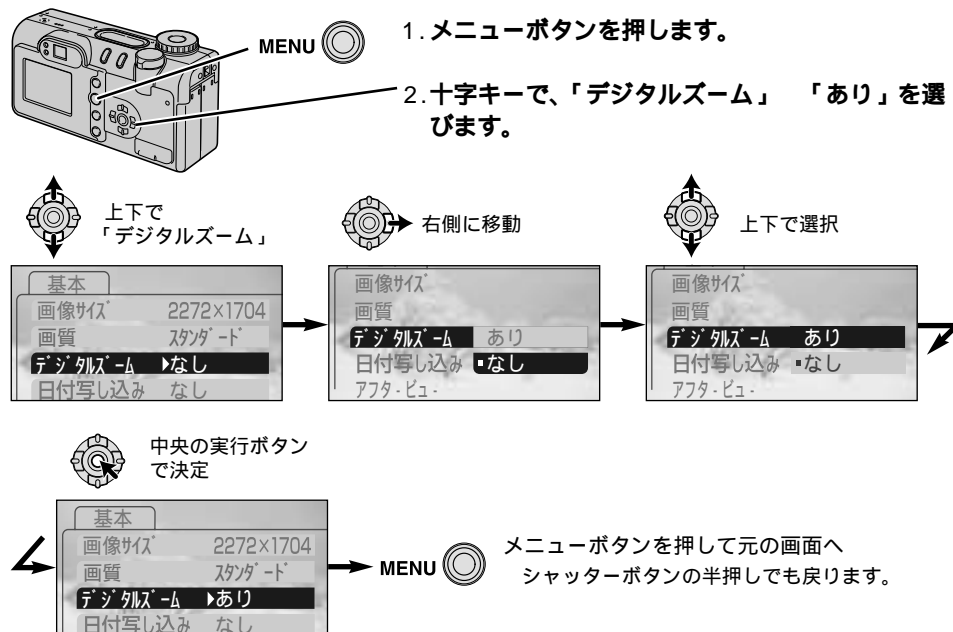 MENU
1. メニューボタンを押します。
2. 十字キーで、「デジタルズーム」 「あり」を選
びます。
上下で
「デジタルズーム」
右側に移動
上下で選択
基本
画像ｻｲｽﾞ 2272×1704
画質 ｽﾀﾝﾀﾞｰﾄﾞ
ﾃﾞｼﾞﾀﾙｽﾞｰﾑ なし
日付写し込み なし
画像ｻｲｽﾞ
画質
ﾃﾞｼﾞﾀﾙｽﾞｰﾑ あり
日付写し込み なし
ｱﾌﾀ-ﾋﾞｭ-
画像ｻｲｽﾞ
画質
ﾃﾞｼﾞﾀﾙｽﾞｰﾑ あり
日付写し込み なし
ｱﾌﾀ-ﾋﾞｭ-
中央の実行ボタン
で決定
基本
画像ｻｲｽﾞ 2272×1704
画質 ｽﾀﾝﾀﾞｰﾄﾞ
ﾃﾞｼﾞﾀﾙｽﾞｰﾑ あり
日付写し込み なし
MENU
メニューボタンを押して元の画面へ
シャッターボタンの半押しでも戻ります。